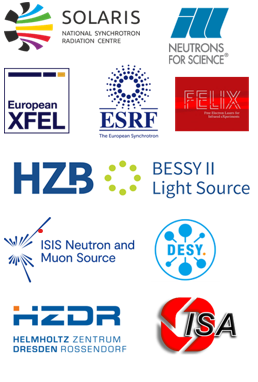 SOLARIS
NATIONAL SYNCHROTRON
RADIATION CENTRE
ill
NEUTRONS
FOR SCIENCE®
European
XFEL
ESRF
The European Synchrotron
FELIX
Free Electron Lasers for
Infrared eXperiments
HZB
BESSY II
Light Source
ISIS Neutron and
Muon Source
DESY.
HZDR
HELMHOLTZ ZENTRUM
DRESDEN ROSSENDORF
ISA